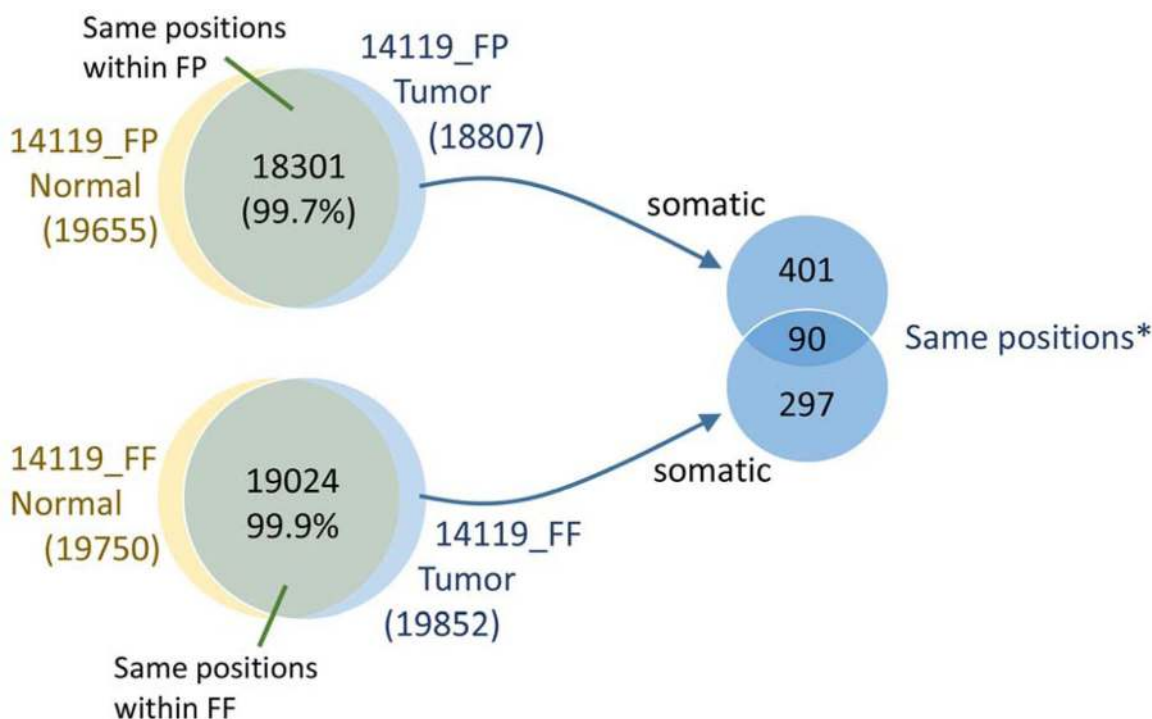 Same positions
within FP
14119_FP
Tumor
(18807)
14119_FP
Normal
(19655)
18301
(99.7%)
somatic
401
90
Same positions*
297
somatic
14119_FF
Normal
(19750)
19024
99.9%
14119_FF
Tumor
(19852)
Same positions
within FF